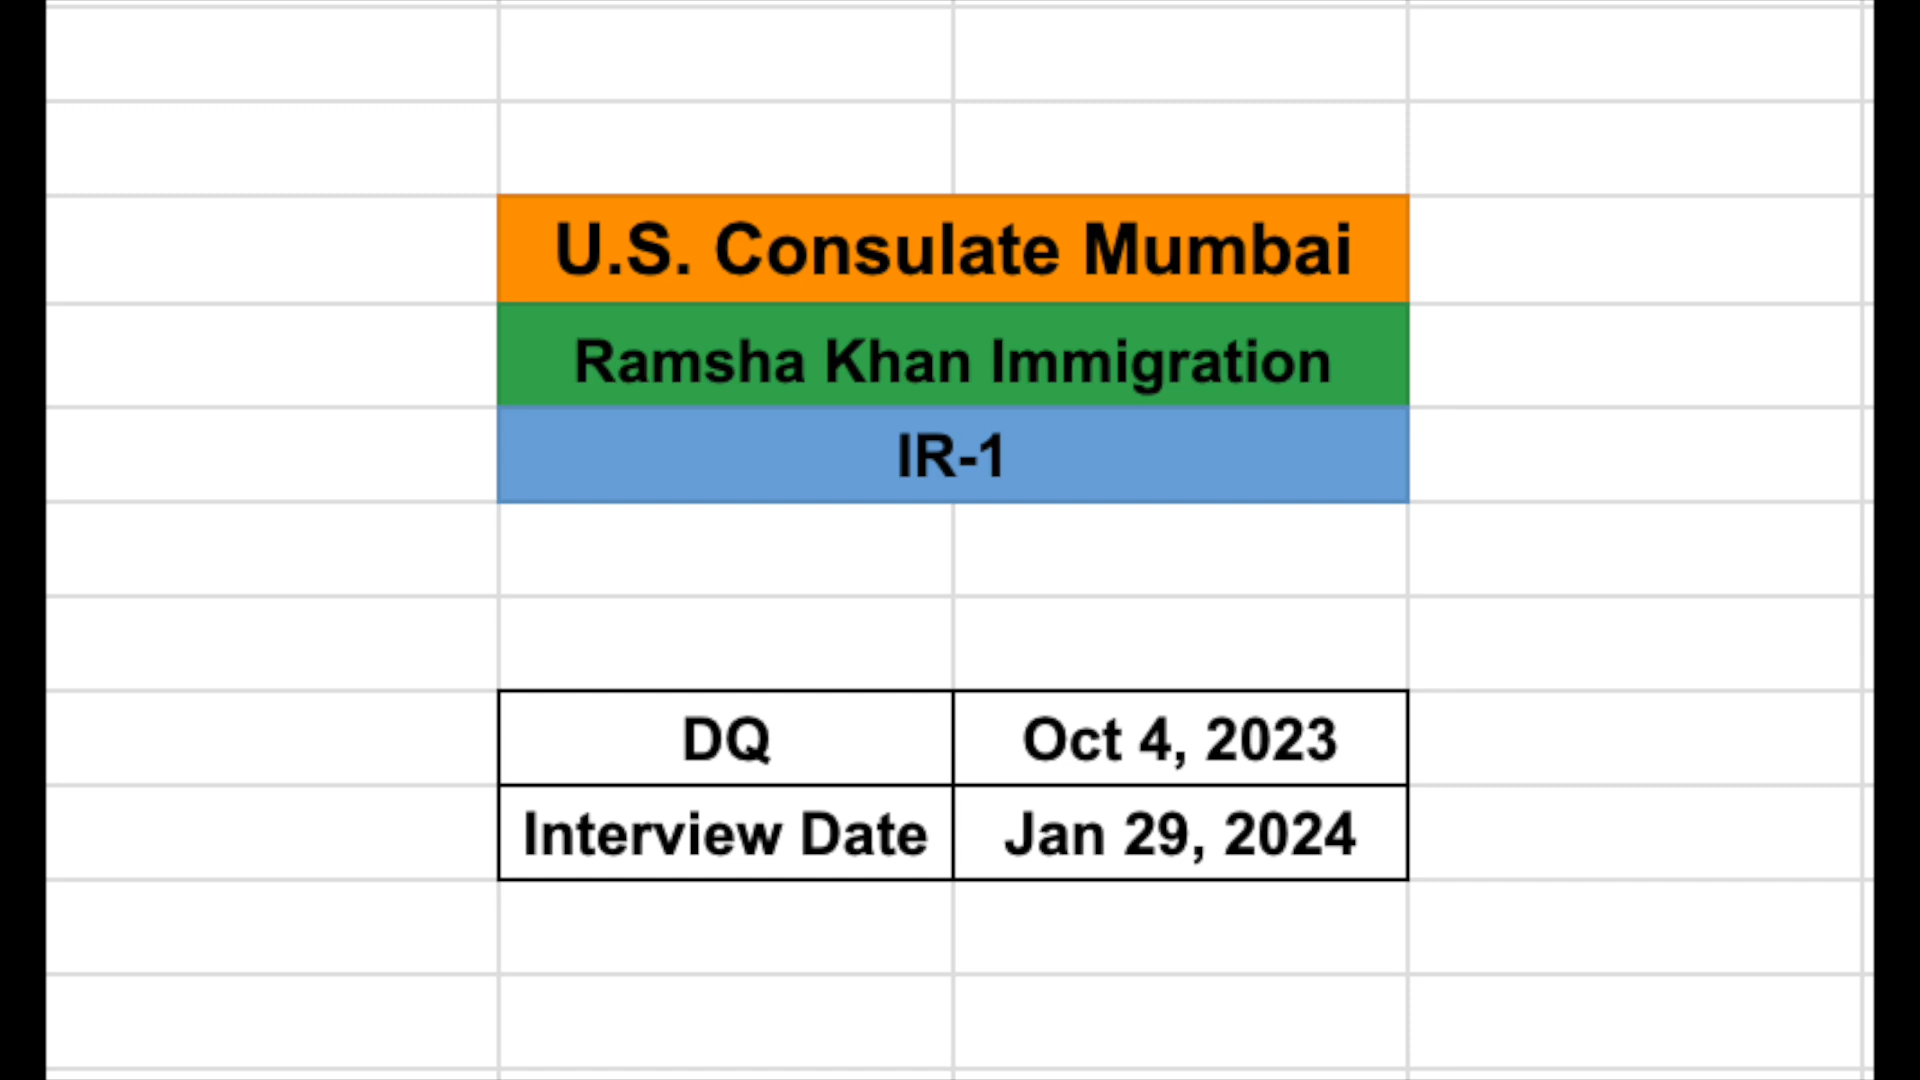 U.S. Consulate Mumbai
Ramsha Khan Immigration
IR-1
DQ Oct 4, 2023
Interview Date Jan 29, 2024